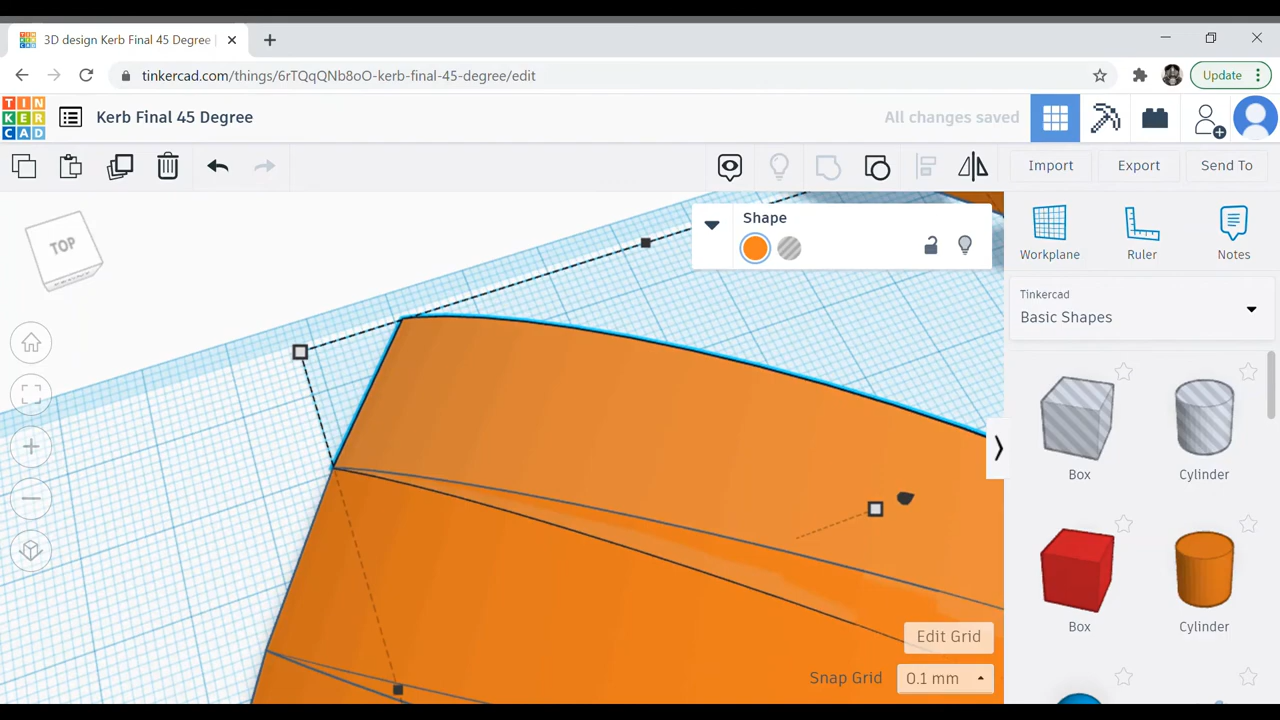 3D design Kerb Final 45 Degree
tinkercad.com/things/6rTQqQNb8oO-kerb-final-45-degree/edit
Update
TIN
KER
CAD
Kerb Final 45 Degree
All changes saved
Import
Export
Send To
TOP
Shape
Workplane
Ruler
Notes
Tinkercad
Basic Shapes
Box
Cylinder
Box
Cylinder
Edit Grid
Snap Grid
0.1 mm